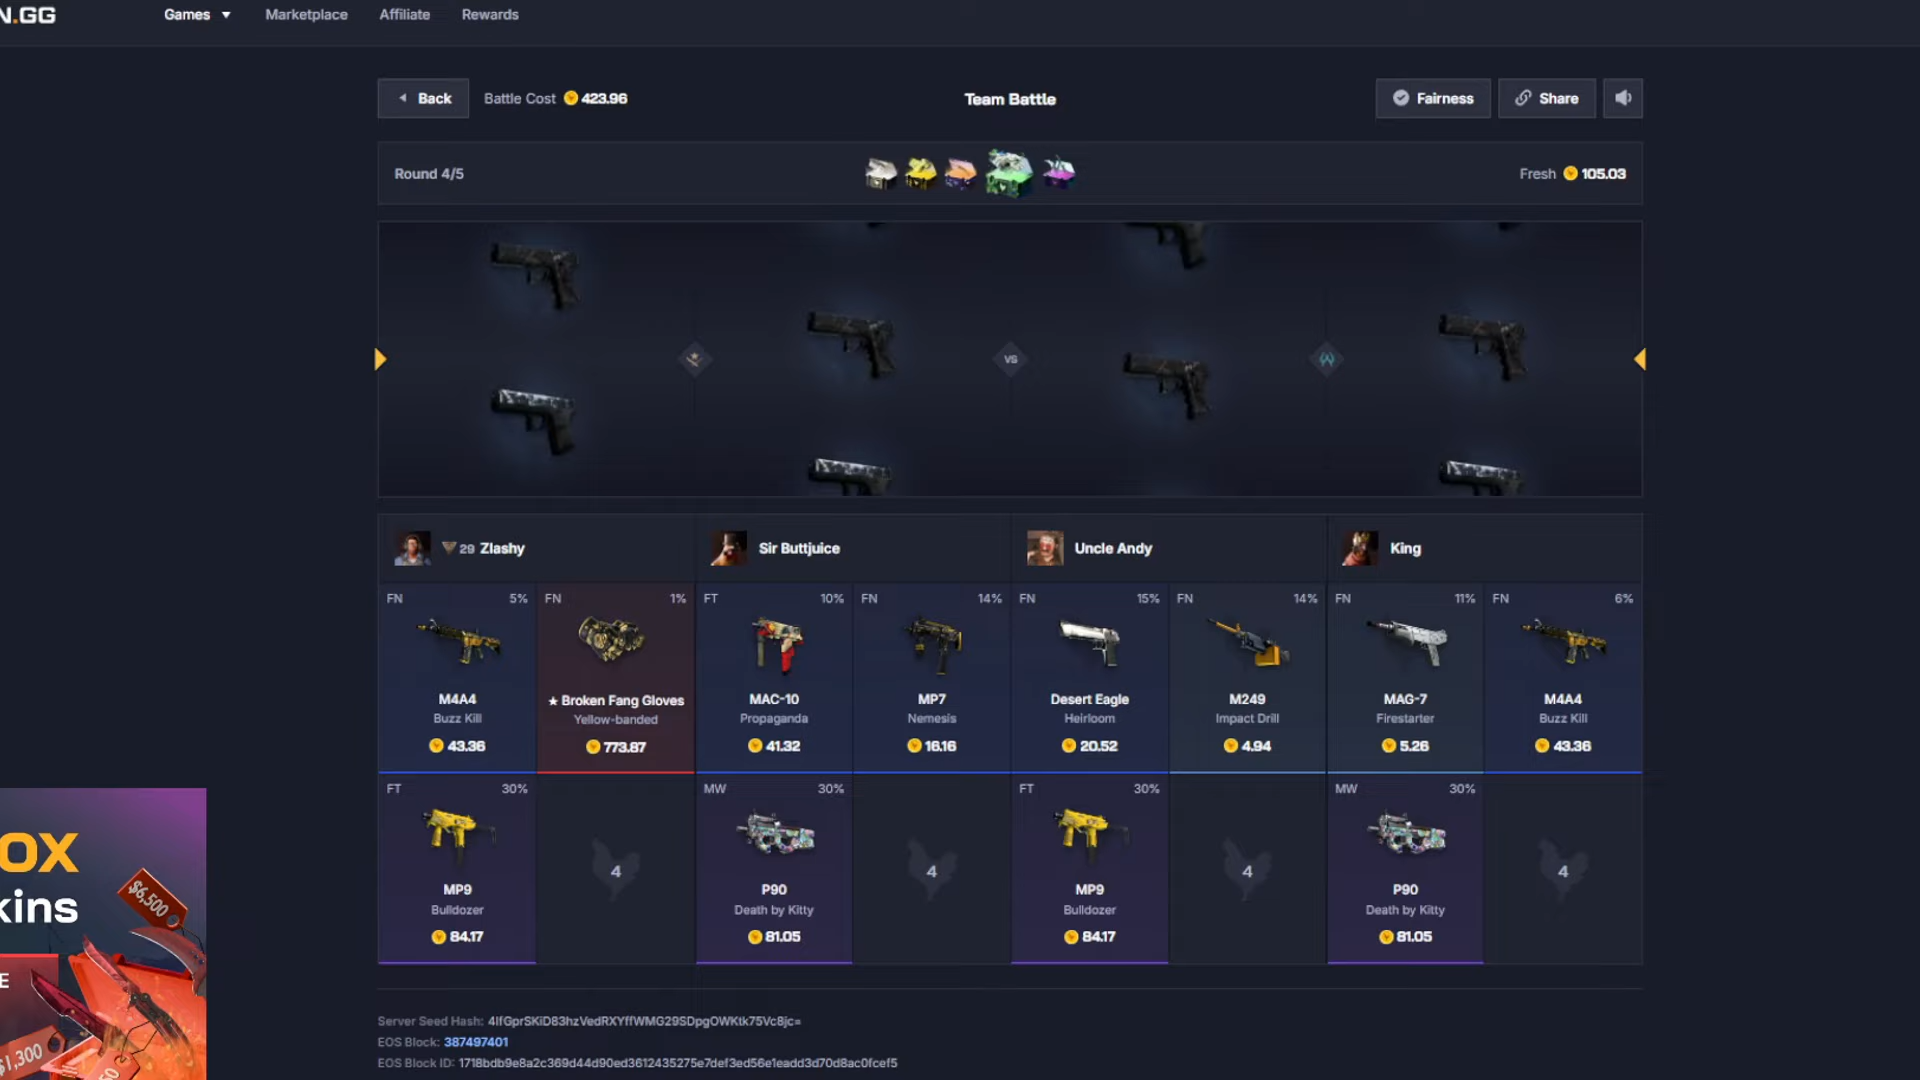 N.GG
Games
Marketplace
Affiliate
Rewards
Back
Battle Cost
423.96
Team Battle
Fairness
Share
Round 4/5
Fresh
105.03
VS
29 Zlashy
Sir Buttjuice
Uncle Andy
King
FN 5%
M4A4
Buzz Kill
43.36
FN 1%
★ Broken Fang Gloves
Yellow-banded
773.87
FT 10%
MAC-10
Propaganda
41.32
FN 14%
MP7
Nemesis
16.16
FN 15%
Desert Eagle
Heirloom
20.52
FN 14%
M249
Impact Drill
4.94
FN 11%
MAG-7
Firestarter
5.26
FN 6%
M4A4
Buzz Kill
43.36
FT 30%
MP9
Bulldozer
84.17
4
MW 30%
P90
Death by Kitty
81.05
4
FT 30%
MP9
Bulldozer
84.17
4
MW 30%
P90
Death by Kitty
81.05
4
OX
kins
$6,500
E
$1,300
50
Server Seed Hash: 4lfGprSKiD83hzVedRXYffWMG29SDpgOWKtk75Vc8jc=
EOS Block: 387497401
EOS Block ID: 1718bdb9e8a2c369d44d90ed3612435275e7def3ed56e1eadd3d70d8ac0fcef5